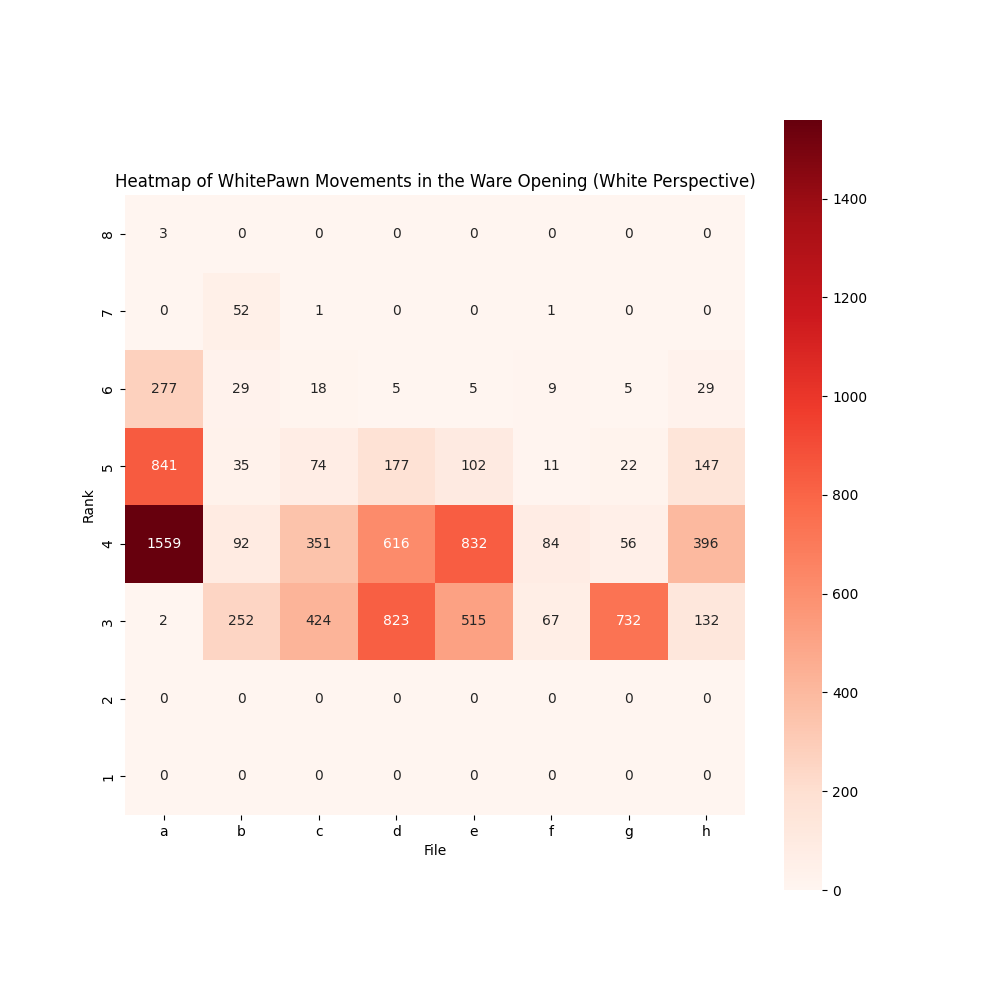 Heatmap of WhitePawn Movements in the Ware Opening (White Perspective)
8 3 0 0 0 0 0 0 0
7 0 52 1 0 0 1 0 0
6 277 29 18 5 5 9 5 29
5 841 35 74 177 102 11 22 147
4 1559 92 351 616 832 84 56 396
3 2 252 424 823 515 67 732 132
2 0 0 0 0 0 0 0 0
1 0 0 0 0 0 0 0 0
Rank
a b c d e f g h
File
1400
1200
1000
800
600
400
200
0